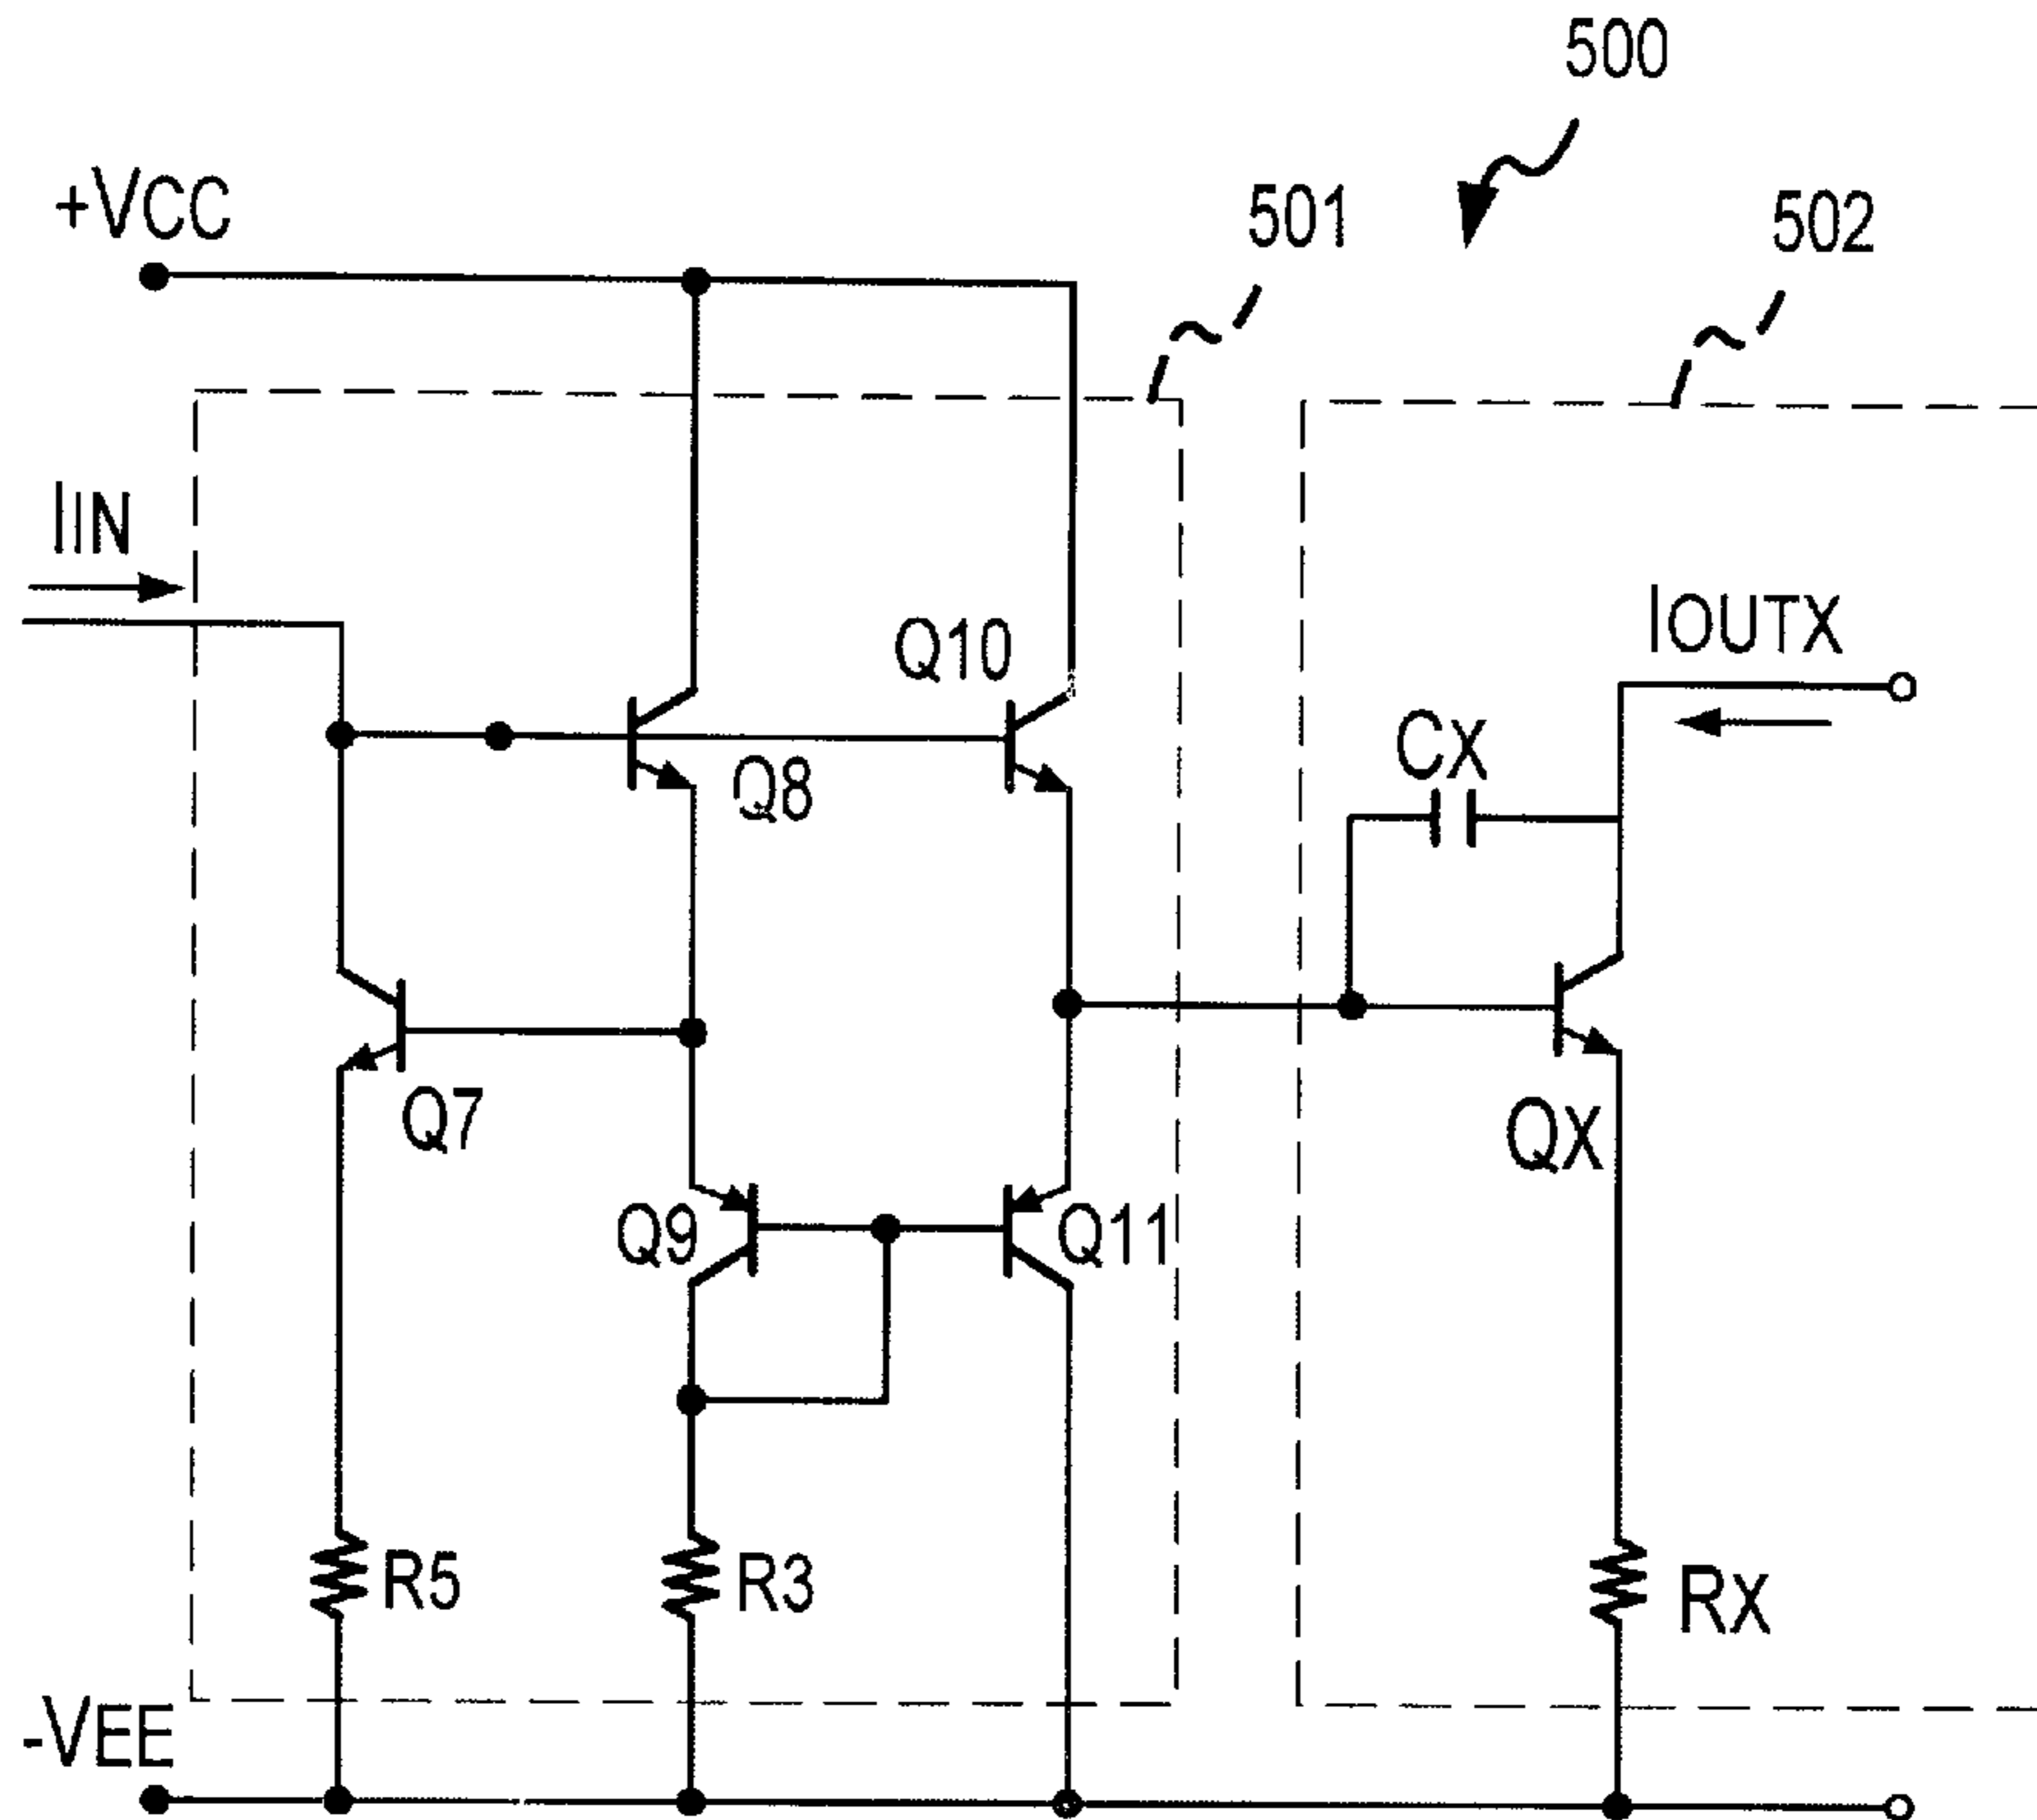 500
501
502
+VCC
IIN
Q10
IOUTX
CX
Q8
Q7
QX
Q9
Q11
R5
R3
RX
-VEE